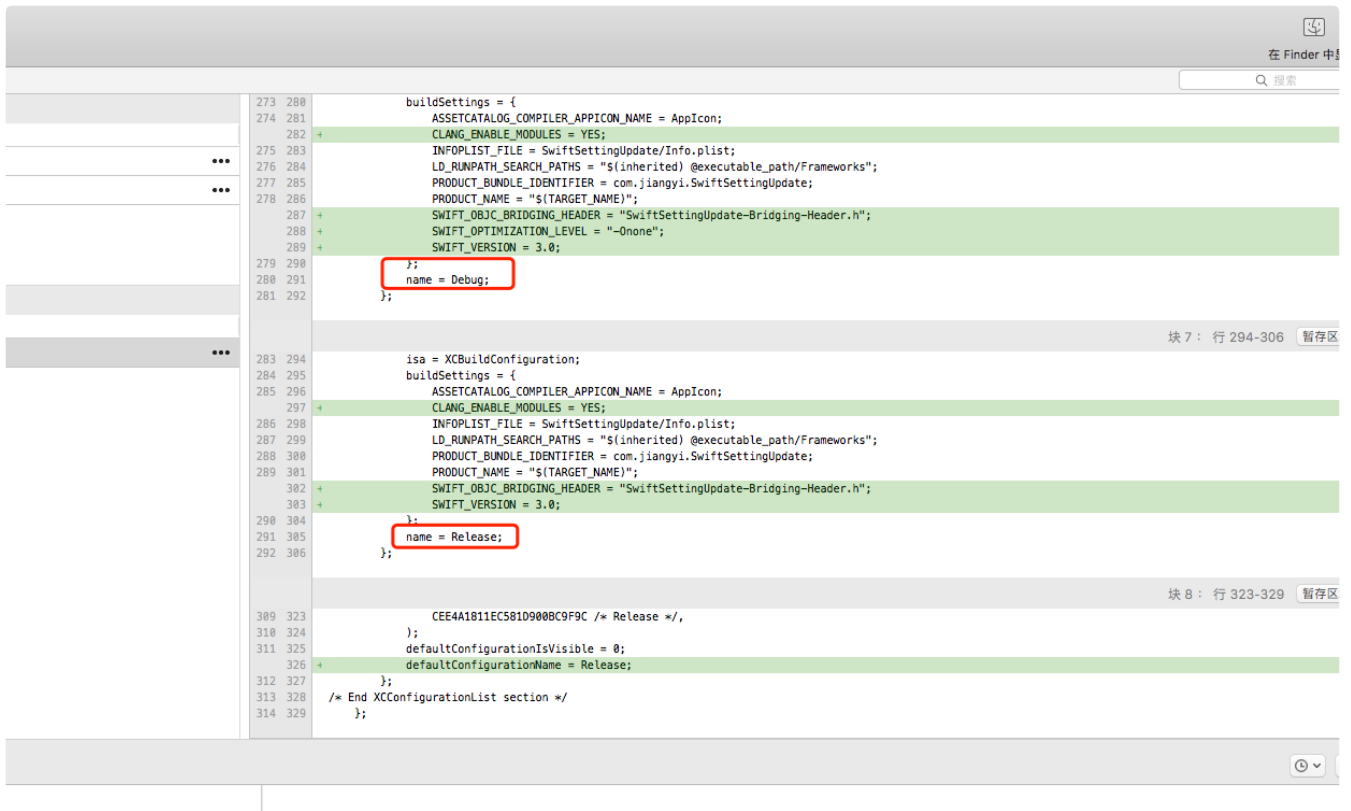 在 Finder 中
搜索
273 280 buildSettings = {
274 281 ASSETCATALOG_COMPILER_APPICON_NAME = AppIcon;
282 + CLANG_ENABLE_MODULES = YES;
275 283 INFOPLIST_FILE = SwiftSettingUpdate/Info.plist;
276 284 LD_RUNPATH_SEARCH_PATHS = "$(inherited) @executable_path/Frameworks";
277 285 PRODUCT_BUNDLE_IDENTIFIER = com.jiangyi.SwiftSettingUpdate;
278 286 PRODUCT_NAME = "$(TARGET_NAME)";
287 + SWIFT_OBJC_BRIDGING_HEADER = "SwiftSettingUpdate-Bridging-Header.h";
288 + SWIFT_OPTIMIZATION_LEVEL = "-Onone";
289 + SWIFT_VERSION = 3.0;
279 290 };
280 291 name = Debug;
281 292 };
块 7： 行 294-306 暂存区
283 294 isa = XCBuildConfiguration;
284 295 buildSettings = {
285 296 ASSETCATALOG_COMPILER_APPICON_NAME = AppIcon;
297 + CLANG_ENABLE_MODULES = YES;
286 298 INFOPLIST_FILE = SwiftSettingUpdate/Info.plist;
287 299 LD_RUNPATH_SEARCH_PATHS = "$(inherited) @executable_path/Frameworks";
288 300 PRODUCT_BUNDLE_IDENTIFIER = com.jiangyi.SwiftSettingUpdate;
289 301 PRODUCT_NAME = "$(TARGET_NAME)";
302 + SWIFT_OBJC_BRIDGING_HEADER = "SwiftSettingUpdate-Bridging-Header.h";
303 + SWIFT_VERSION = 3.0;
290 304 };
291 305 name = Release;
292 306 };
块 8： 行 323-329 暂存区
309 323 CEE4A1811EC581D900BC9F9C /* Release */,
310 324 );
311 325 defaultConfigurationIsVisible = 0;
326 + defaultConfigurationName = Release;
312 327 };
313 328 /* End XCConfigurationList section */
314 329 };